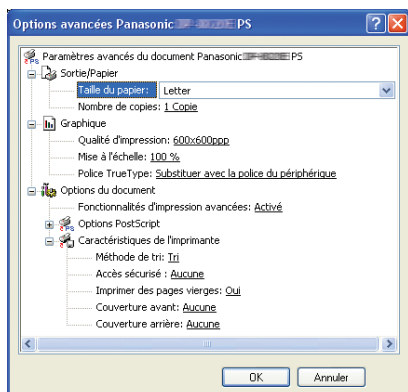 Options avancées Panasonic PS
Paramètres avancés du document Panasonic PS
Sortie/Papier
Taille du papier: Letter
Nombre de copies: 1 Copie
Graphique
Qualité d'impression: 600x600ppp
Mise à l'échelle: 100 %
Police TrueType: Substituer avec la police du périphérique
Options du document
Fonctionnalités d'impression avancées: Activé
Options PostScript
Caractéristiques de l'imprimante
Méthode de tri: Tri
Accès sécurisé : Aucune
Imprimer des pages vierges: Oui
Couverture avant: Aucune
Couverture arrière: Aucune
OK Annuler